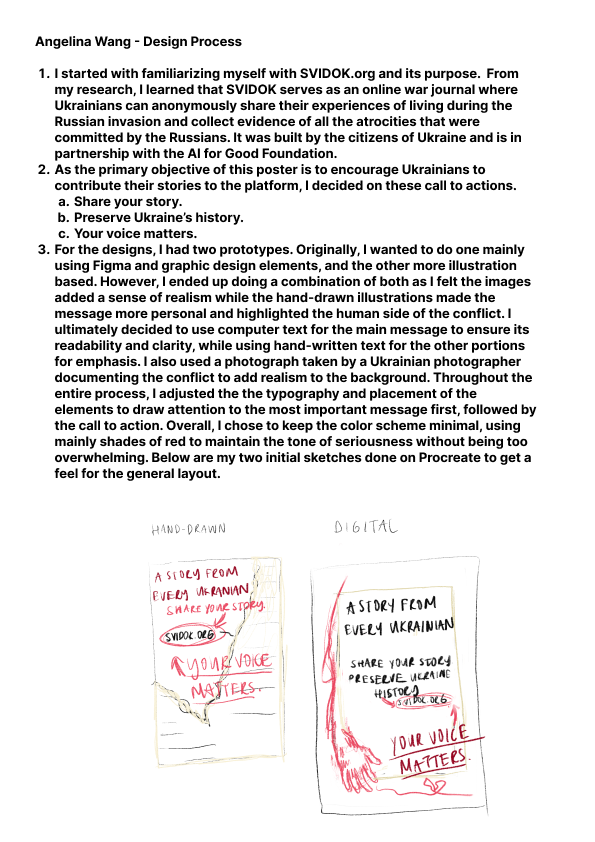 Angelina Wang - Design Process
1. I started with familiarizing myself with SVIDOK.org and its purpose.  From
my research, I learned that SVIDOK serves as an online war journal where
Ukrainians can anonymously share their experiences of living during the
Russian invasion and collect evidence of all the atrocities that were
committed by the Russians. It was built by the citizens of Ukraine and is in
partnership with the AI for Good Foundation.
2. As the primary objective of this poster is to encourage Ukrainians to
contribute their stories to the platform, I decided on these call to actions.
a. Share your story.
b. Preserve Ukraine's history.
c. Your voice matters.
3. For the designs, I had two prototypes. Originally, I wanted to do one mainly
using Figma and graphic design elements, and the other more illustration
based. However, I ended up doing a combination of both as I felt the images
added a sense of realism while the hand-drawn illustrations made the
message more personal and highlighted the human side of the conflict. I
ultimately decided to use computer text for the main message to ensure its
readability and clarity, while using hand-written text for the other portions
for emphasis. I also used a photograph taken by a Ukrainian photographer
documenting the conflict to add realism to the background. Throughout the
entire process, I adjusted the the typography and placement of the
elements to draw attention to the most important message first, followed by
the call to action. Overall, I chose to keep the color scheme minimal, using
mainly shades of red to maintain the tone of seriousness without being too
overwhelming. Below are my two initial sketches done on Procreate to get a
feel for the general layout.
HAND-DRAWN
A STORY FROM
EVERY UKRANIAN
SHARE YOUR STORY.
SVIDOK.ORG
YOUR VOICE
MATTERS.
DIGITAL
A STORY FROM
EVERY UKRAINIAN
SHARE YOUR STORY
PRESERVE UKRAINE
HISTORY
SVIDOK.ORG
YOUR VOICE
MATTERS.